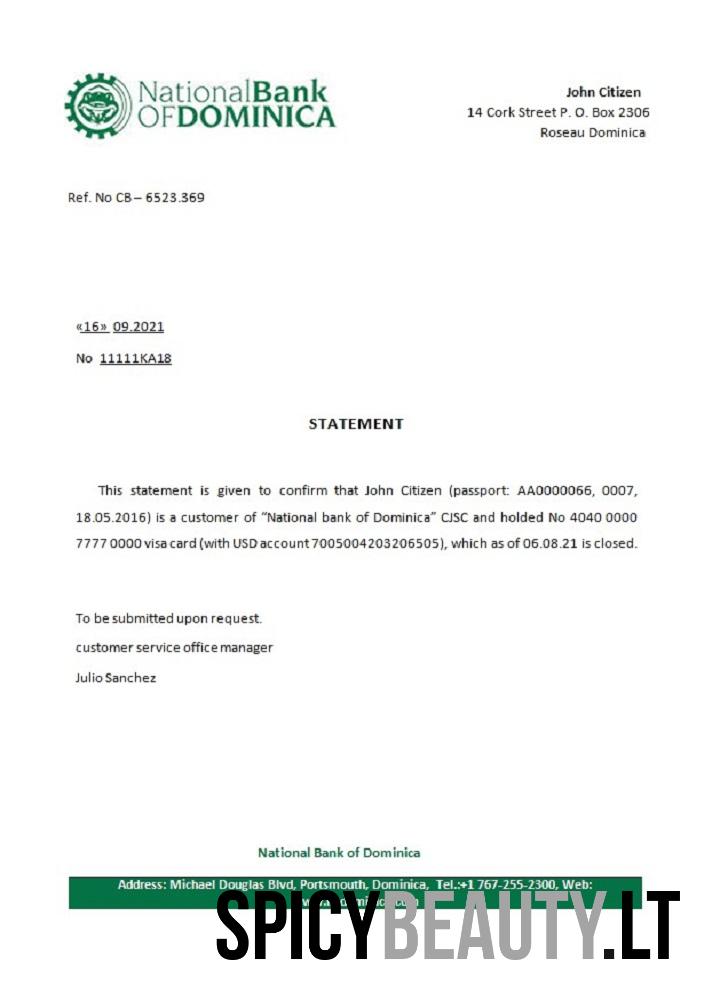 NationalBank
OFDOMINICA
John Citizen
14 Cork Street P. O. Box 2306
Roseau Dominica
Ref. No CB – 6523.369
«16» 09.2021
No 11111KA18
STATEMENT
This statement is given to confirm that John Citizen (passport: AA0000066, 0007,
18.05.2016) is a customer of “National bank of Dominica” CJSC and holded No 4040 0000
7777 0000 visa card (with USD account 7005004203206505), which as of 06.08.21 is closed.
To be submitted upon request.
customer service office manager
Julio Sanchez
National Bank of Dominica
Address: Michael Douglas Blvd, Portsmouth, Dominica, Tel.:+1 767-255-2300, Web:
SPICYBEAUTY.LT